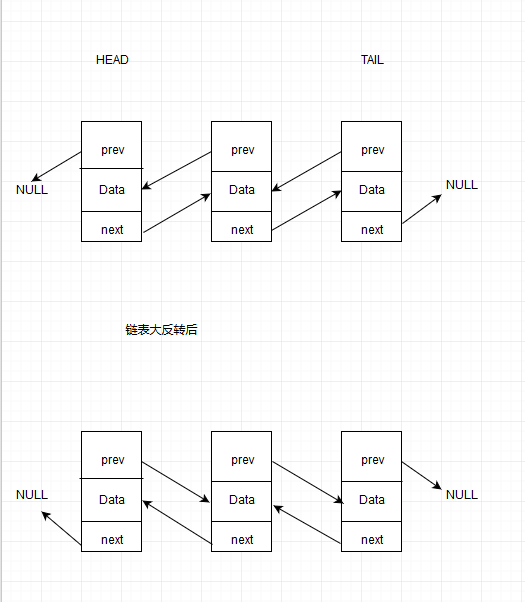 HEAD TAIL
prev prev prev
NULL Data Data Data NULL
next next next
链表大反转后
prev prev prev
NULL Data Data Data NULL
next next next